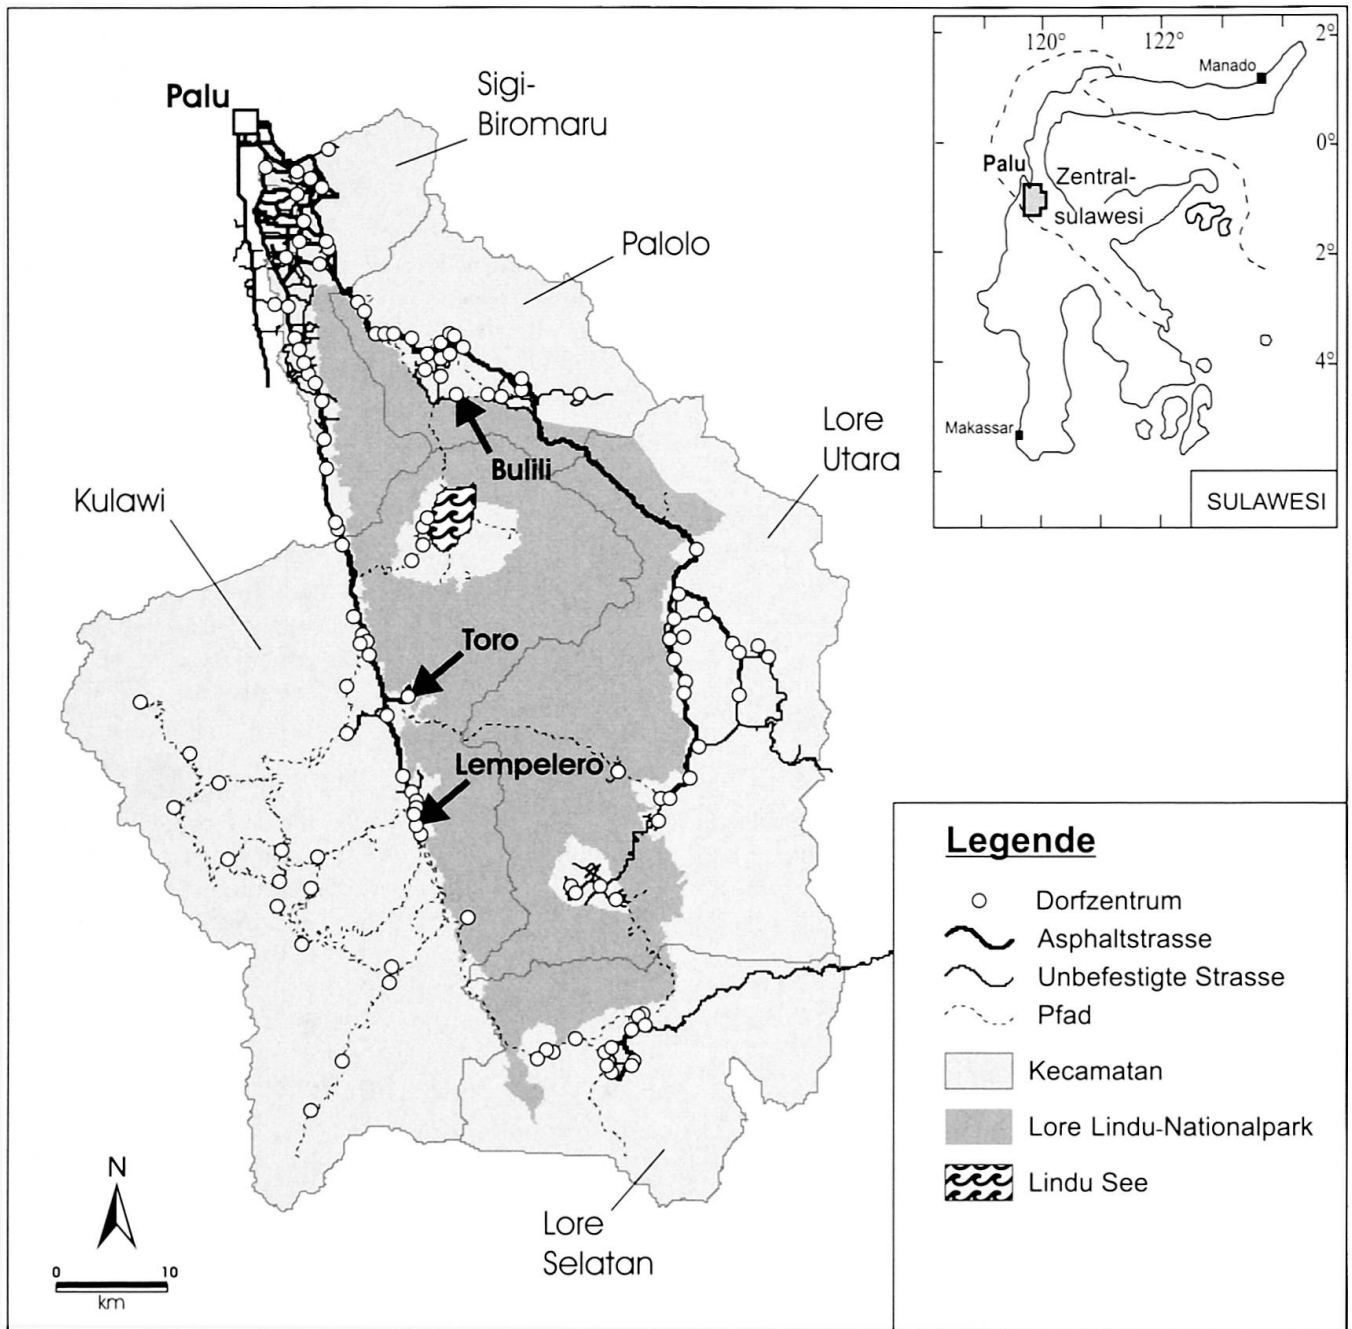 Palu
Sigi-
Biromaru
Palolo
Bulili
Lore
Utara
Kulawi
Toro
Lempelero
Lore
Selatan
N
0 10
km
120° 122°
2°
Manado
0°
Palu
Zentral-
sulawesi
2°
4°
Makassar
SULAWESI
Legende
Dorfzentrum
Asphaltstrasse
Unbefestigte Strasse
Pfad
Kecamatan
Lore Lindu-Nationalpark
Lindu See